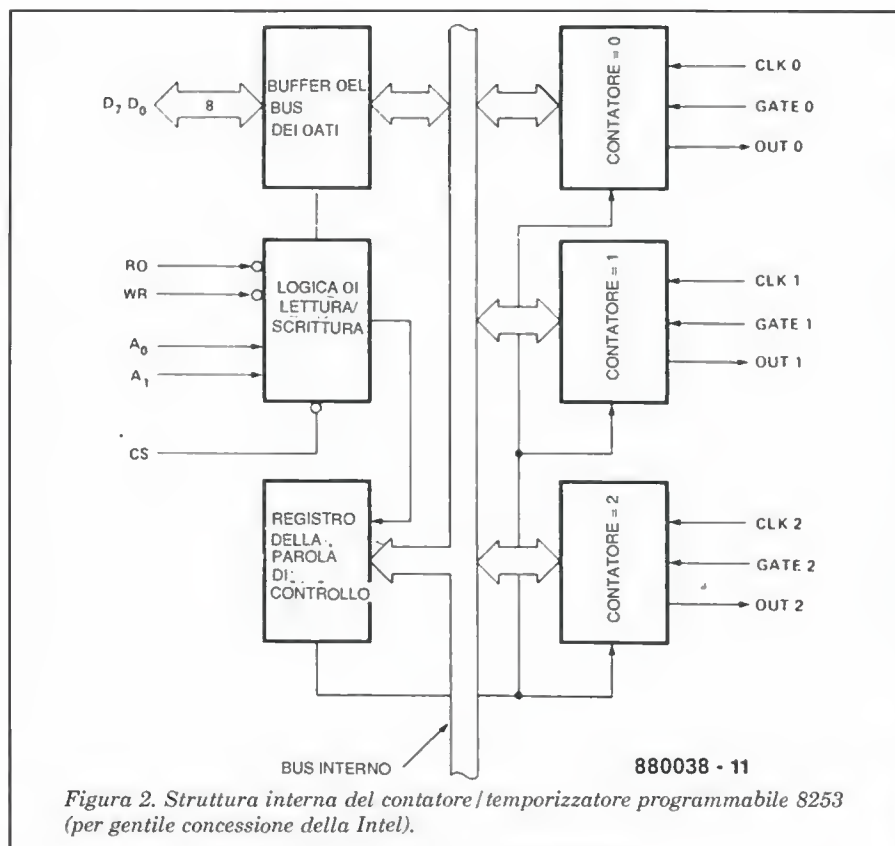 D7 D0
8
BUFFER OEL
BUS
DEI OATI
CONTATORE = 0
CLK 0
GATE 0
OUT 0
RO
WR
A0
A1
CS
LOGICA OI
LETTURA/
SCRITTURA
CONTATORE = 1
CLK 1
GATE 1
OUT 1
REGISTRO
DELLA
PAROLA
DI
CONTROLLO
CONTATORE = 2
CLK 2
GATE 2
OUT 2
BUS INTERNO
880038 - 11
Figura 2. Struttura interna del contatore/temporizzatore programmabile 8253
(per gentile concessione della Intel).